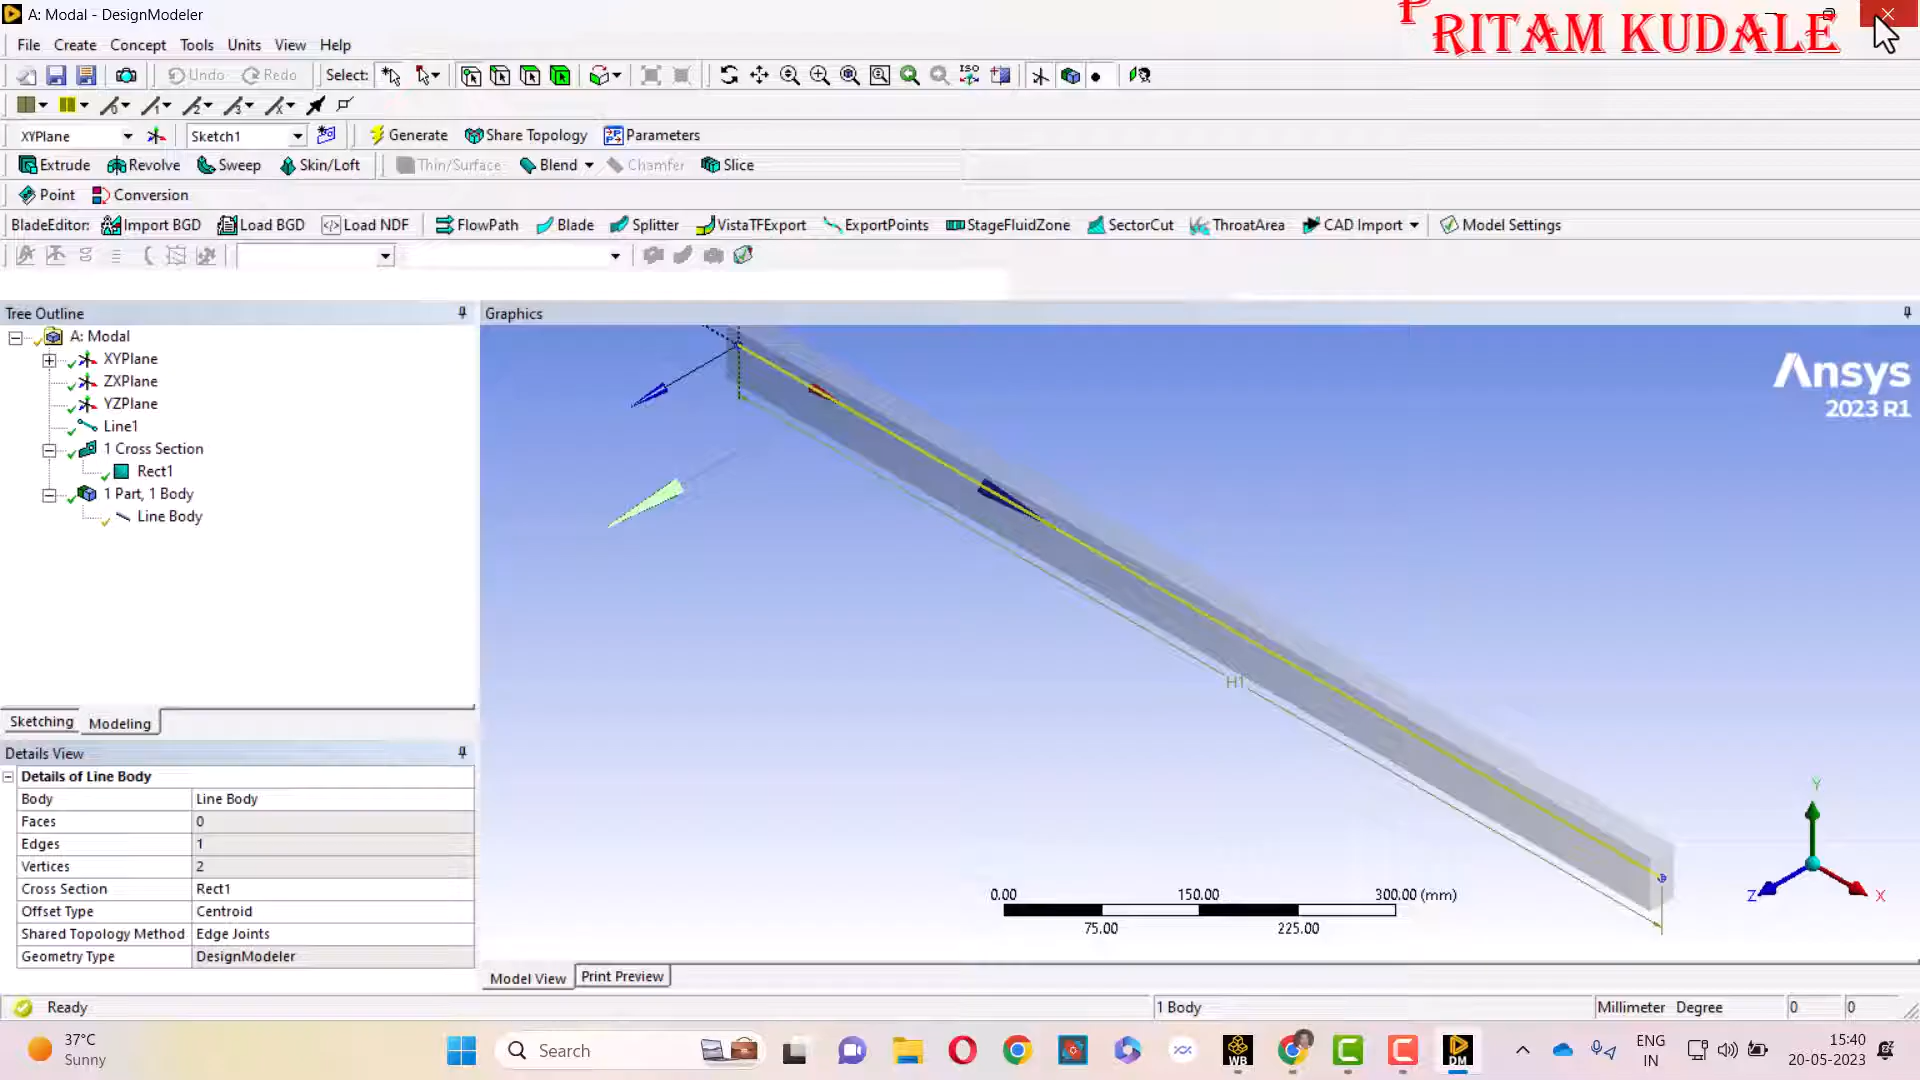 A: Modal - DesignModeler
PRITAM KUDALE
File Create Concept Tools Units View Help
Undo Redo Select: ISO
XYPlane Sketch1 Generate Share Topology Parameters
Extrude Revolve Sweep Skin/Loft Thin/Surface Blend Chamfer Slice
Point Conversion
BladeEditor: Import BGD Load BGD Load NDF FlowPath Blade Splitter VistaTFExport ExportPoints StageFluidZone SectorCut ThroatArea CAD Import Model Settings
Tree Outline
A: Modal
XYPlane
ZXPlane
YZPlane
Line1
1 Cross Section
Rect1
1 Part, 1 Body
Line Body
Sketching Modeling
Details View
Details of Line Body
Body Line Body
Faces 0
Edges 1
Vertices 2
Cross Section Rect1
Offset Type Centroid
Shared Topology Method Edge Joints
Geometry Type DesignModeler
Graphics
Ansys
2023 R1
H1
0.00 150.00 300.00 (mm)
75.00 225.00
Y
Z X
Model View Print Preview
Ready 1 Body Millimeter Degree 0 0
37°C
Sunny
Search
WB
DM
ENG
IN
15:40
20-05-2023